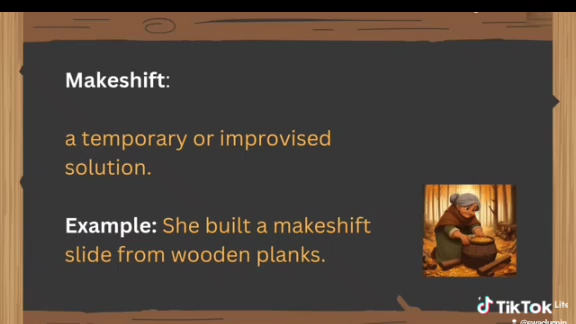 Makeshift:
a temporary or improvised
solution.
Example: She built a makeshift
slide from wooden planks.
TikTok Lite